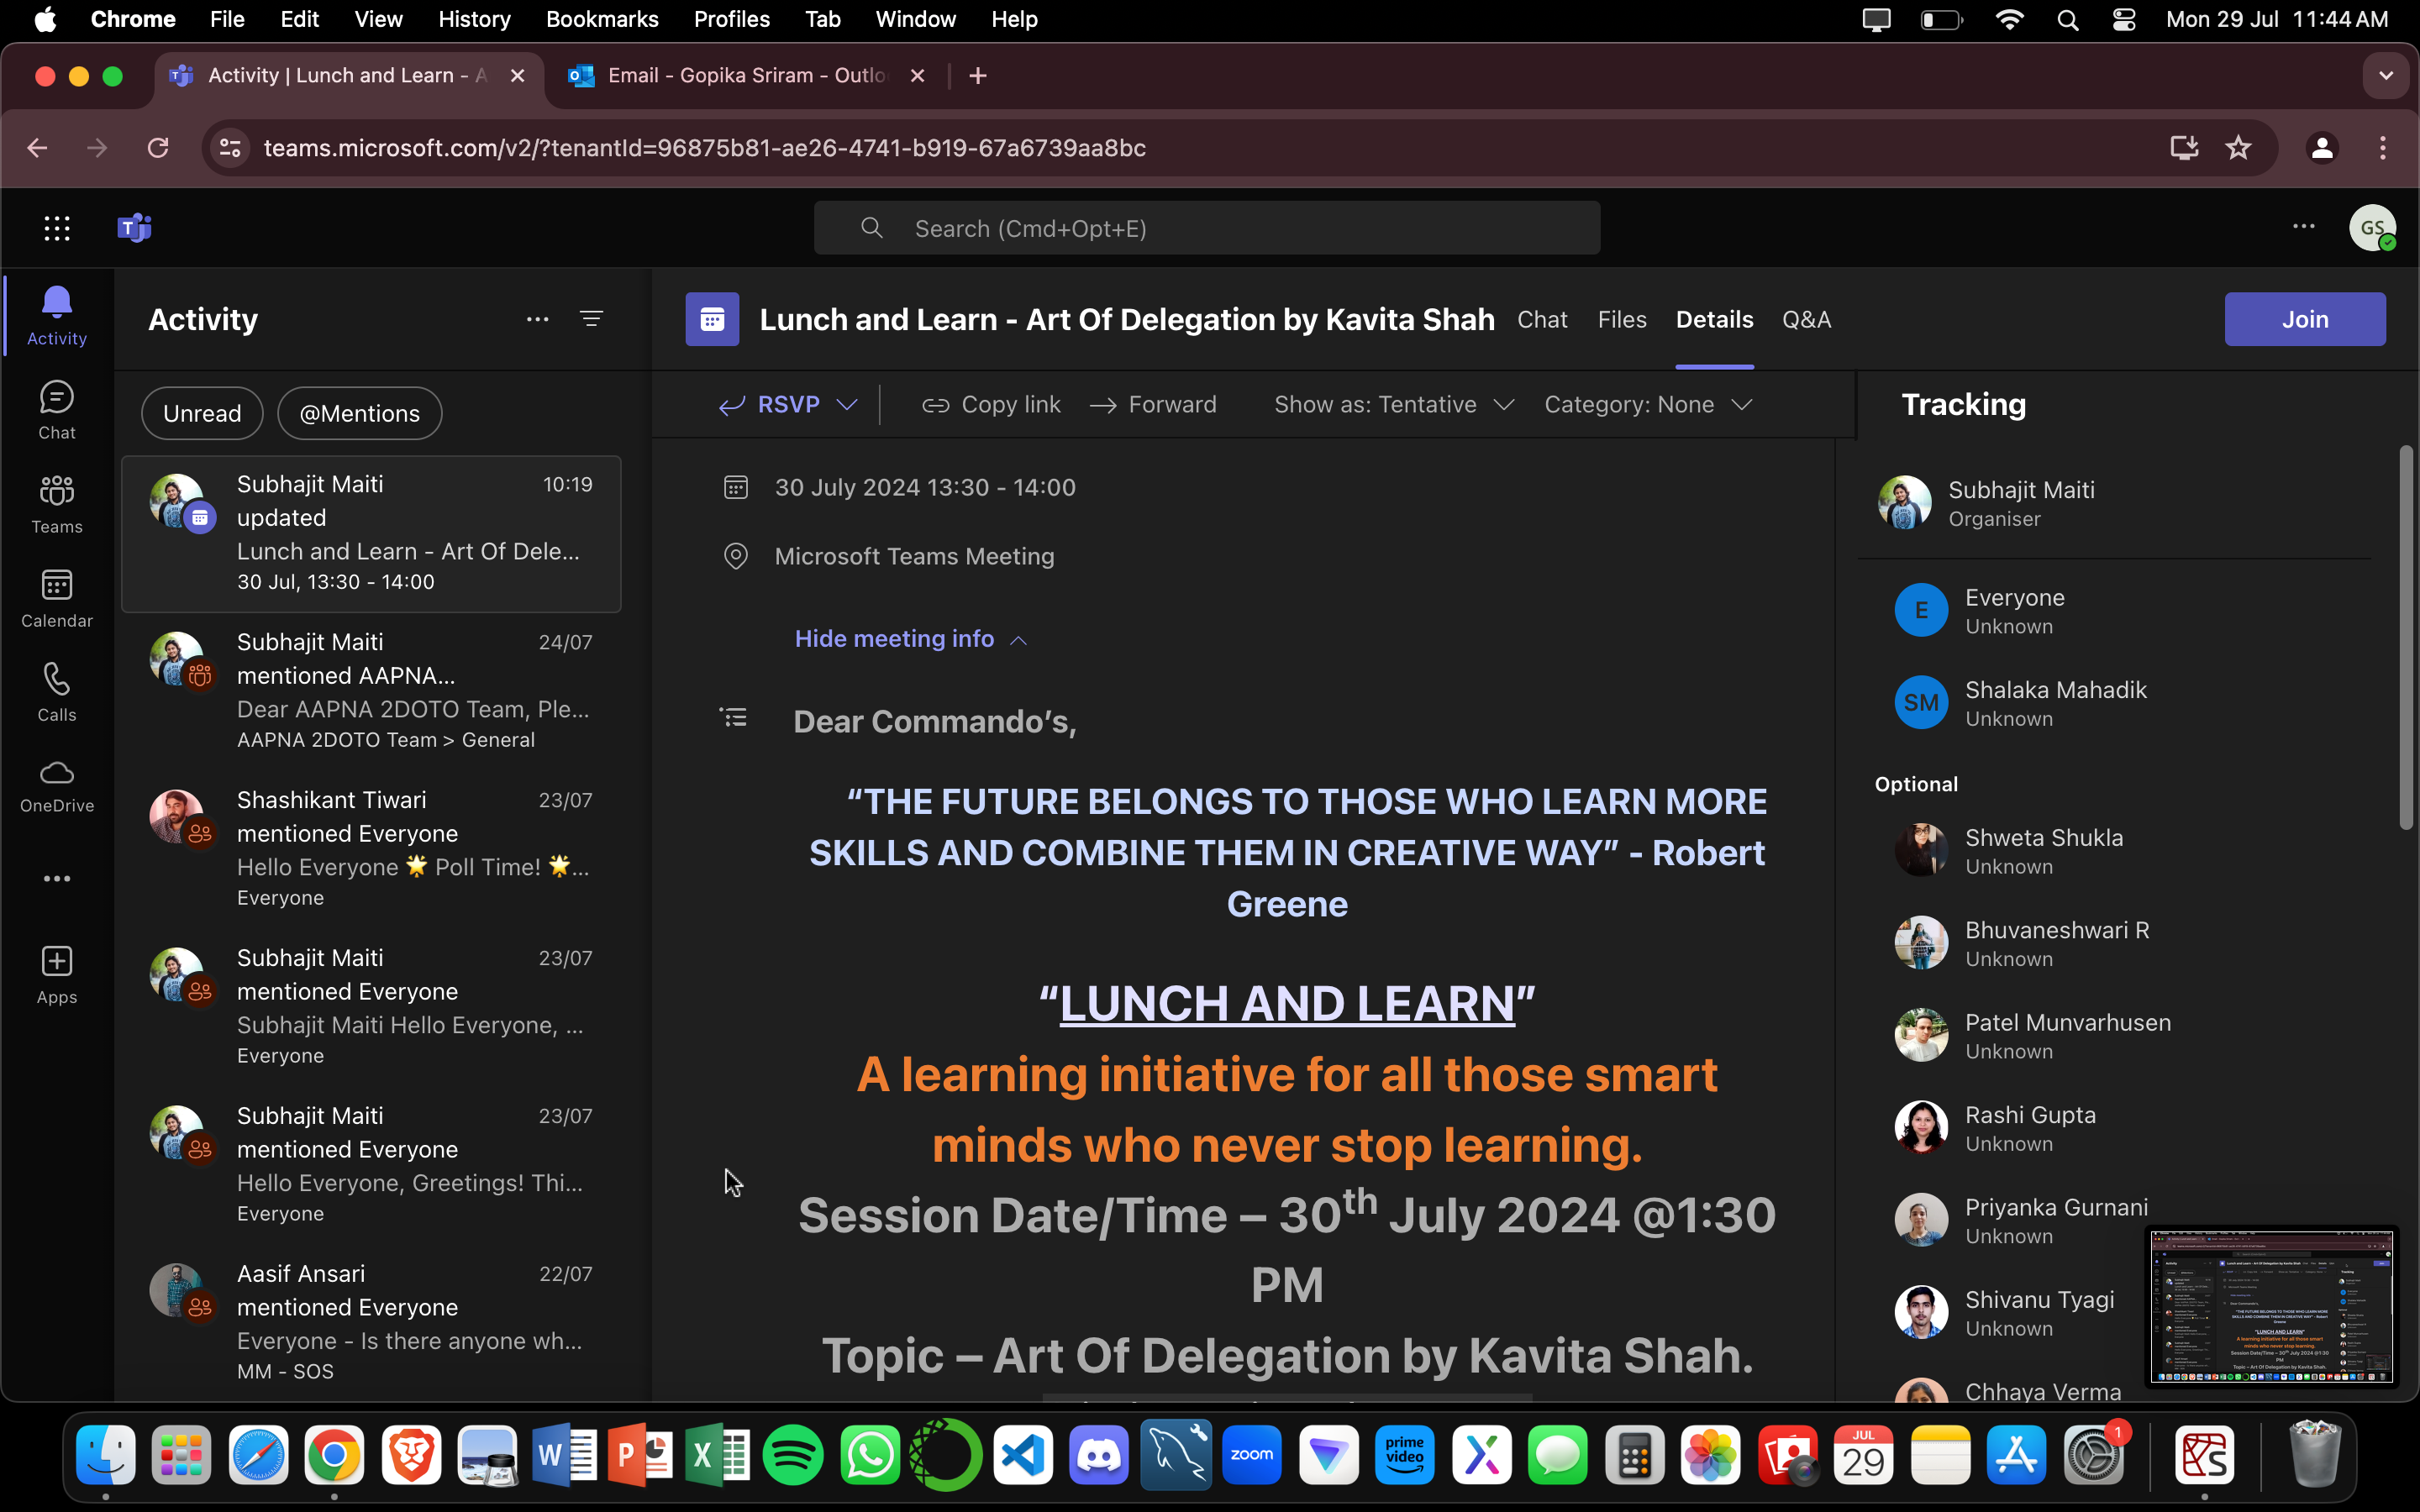 Chrome File Edit View History Bookmarks Profiles Tab Window Help Mon 29 Jul 11:44 AM
Activity | Lunch and Learn - A
Email - Gopika Sriram - Outlo
teams.microsoft.com/v2/?tenantId=96875b81-ae26-4741-b919-67a6739aa8bc
Search (Cmd+Opt+E)
GS
Activity
Chat
Teams
Calendar
Calls
OneDrive
Apps
Activity
Unread
@Mentions
Subhajit Maiti 10:19
updated
Lunch and Learn - Art Of Dele...
30 Jul, 13:30 - 14:00
Subhajit Maiti 24/07
mentioned AAPNA...
Dear AAPNA 2DOTO Team, Ple...
AAPNA 2DOTO Team > General
Shashikant Tiwari 23/07
mentioned Everyone
Hello Everyone 🌟 Poll Time! 🌟...
Everyone
Subhajit Maiti 23/07
mentioned Everyone
Subhajit Maiti Hello Everyone, ...
Everyone
Subhajit Maiti 23/07
mentioned Everyone
Hello Everyone, Greetings! Thi...
Everyone
Aasif Ansari 22/07
mentioned Everyone
Everyone - Is there anyone wh...
MM - SOS
Lunch and Learn - Art Of Delegation by Kavita Shah Chat Files Details Q&A
Join
RSVP Copy link Forward Show as: Tentative Category: None
30 July 2024 13:30 - 14:00
Microsoft Teams Meeting
Hide meeting info
Dear Commando’s,
“THE FUTURE BELONGS TO THOSE WHO LEARN MORE
SKILLS AND COMBINE THEM IN CREATIVE WAY” - Robert
Greene
“LUNCH AND LEARN”
A learning initiative for all those smart
minds who never stop learning.
Session Date/Time – 30th July 2024 @1:30
PM
Topic – Art Of Delegation by Kavita Shah.
Tracking
Subhajit Maiti
Organiser
E
Everyone
Unknown
SM
Shalaka Mahadik
Unknown
Optional
Shweta Shukla
Unknown
Bhuvaneshwari R
Unknown
Patel Munvarhusen
Unknown
Rashi Gupta
Unknown
Priyanka Gurnani
Unknown
Shivanu Tyagi
Unknown
Chhaya Verma
zoom
prime
video
JUL
29
1